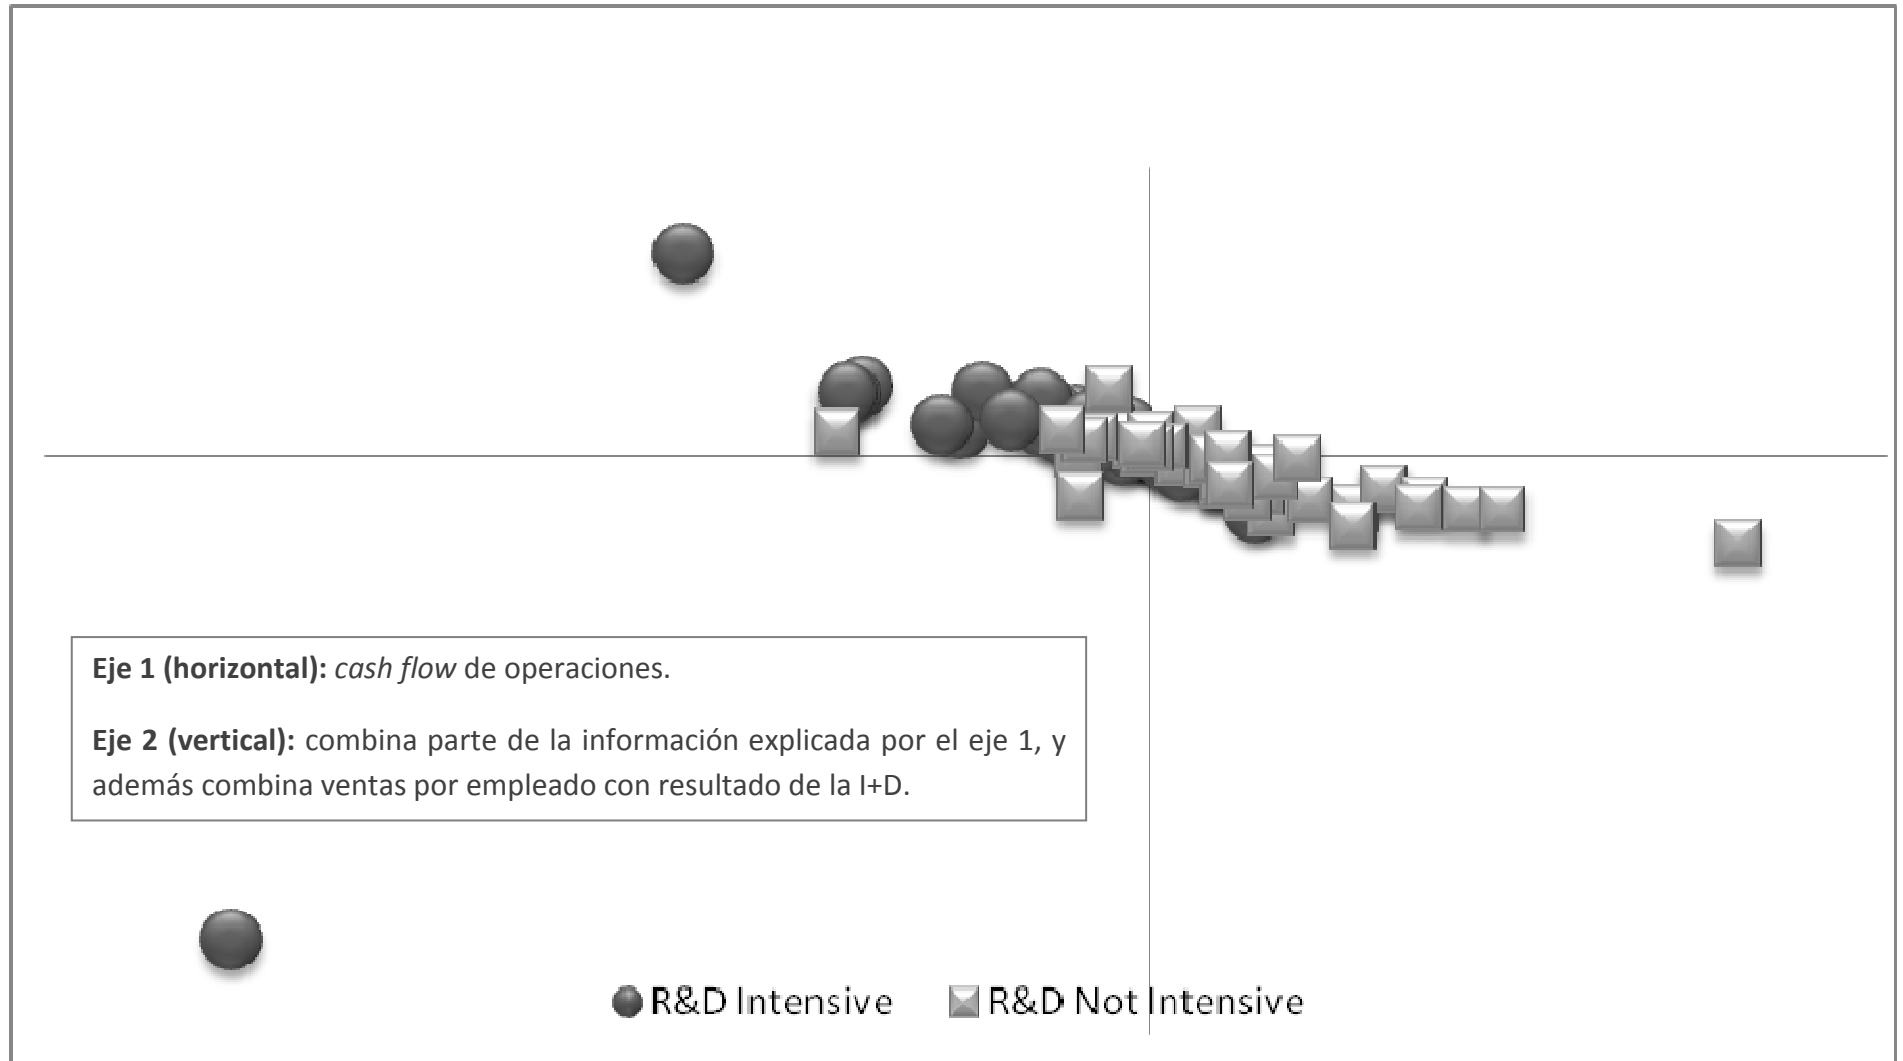 Eje 1 (horizontal): cash flow de operaciones.
Eje 2 (vertical): combina parte de la información explicada por el eje 1, y
además combina ventas por empleado con resultado de la I+D.
R&D Intensive R&D Not Intensive